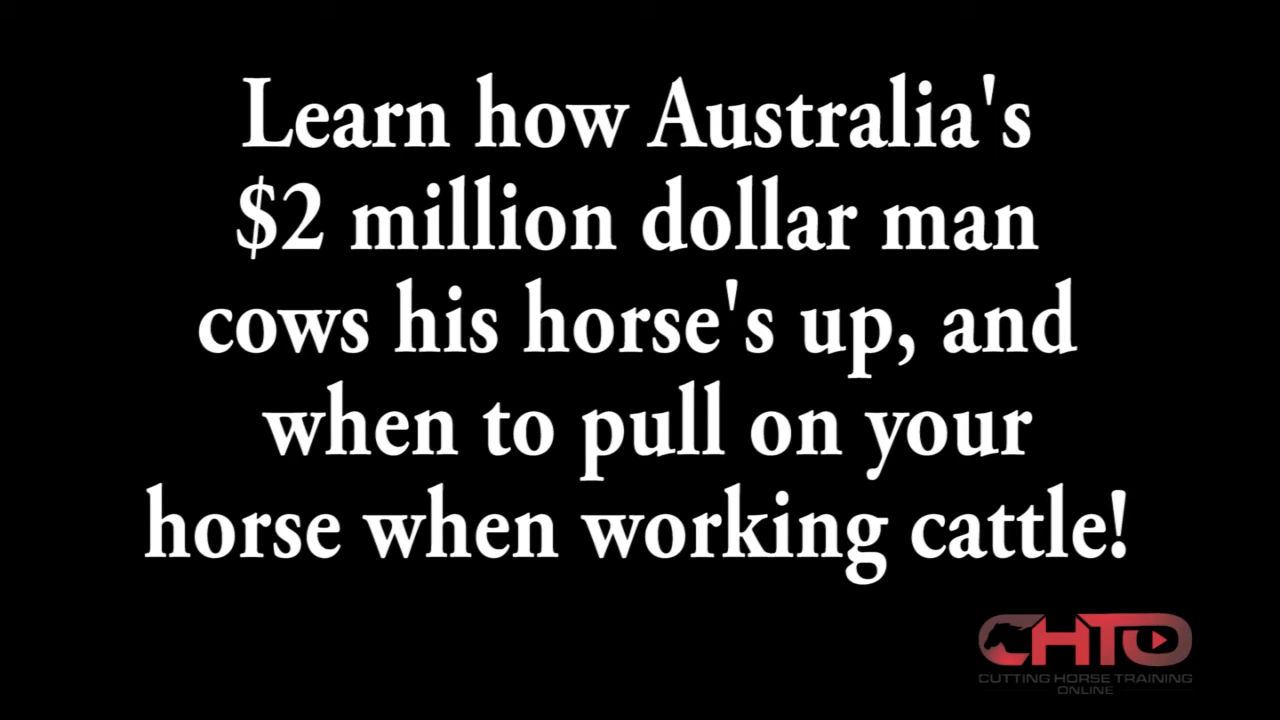 Learn how Australia's
$2 million dollar man
cows his horse's up, and
when to pull on your
horse when working cattle!
CHTO
CUTTING HORSE TRAINING
ONLINE